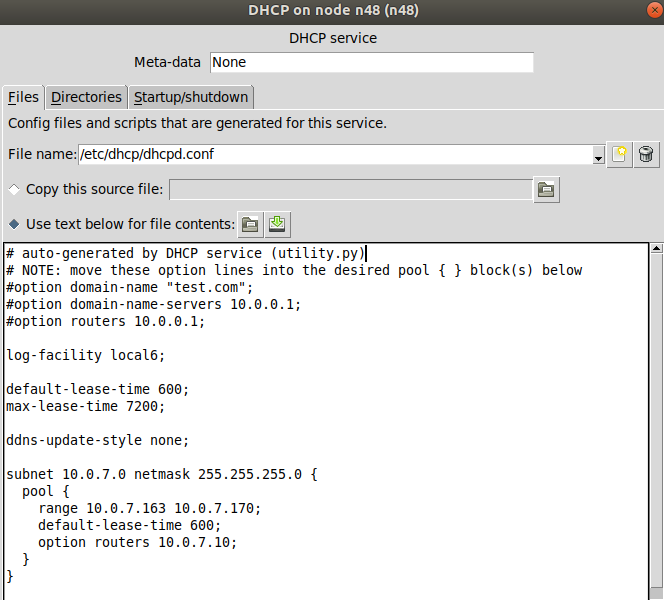 DHCP on node n48 (n48)
DHCP service
Meta-data None
Files Directories Startup/shutdown
Config files and scripts that are generated for this service.
File name: /etc/dhcp/dhcpd.conf
Copy this source file:
Use text below for file contents:
# auto-generated by DHCP service (utility.py)
# NOTE: move these option lines into the desired pool { } block(s) below
#option domain-name "test.com";
#option domain-name-servers 10.0.0.1;
#option routers 10.0.0.1;
log-facility local6;
default-lease-time 600;
max-lease-time 7200;
ddns-update-style none;
subnet 10.0.7.0 netmask 255.255.255.0 {
pool {
range 10.0.7.163 10.0.7.170;
default-lease-time 600;
option routers 10.0.7.10;
}
}